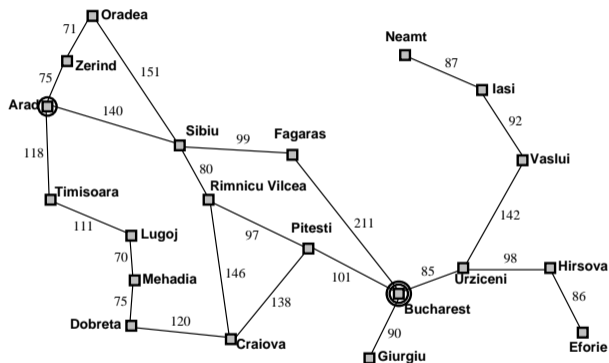 Oradea
71
Neamt
Zerind
87
75
151
Iasi
Arad
140
92
Sibiu
Fagaras
99
118
Vaslui
80
Timisoara
Rimnicu Vilcea
211
142
111
Lugoj
97
Pitesti
70
98
Hirsova
146
101
85
Urziceni
Mehadia
138
86
75
Bucharest
120
90
Dobreta
Craiova
Eforie
Giurgiu